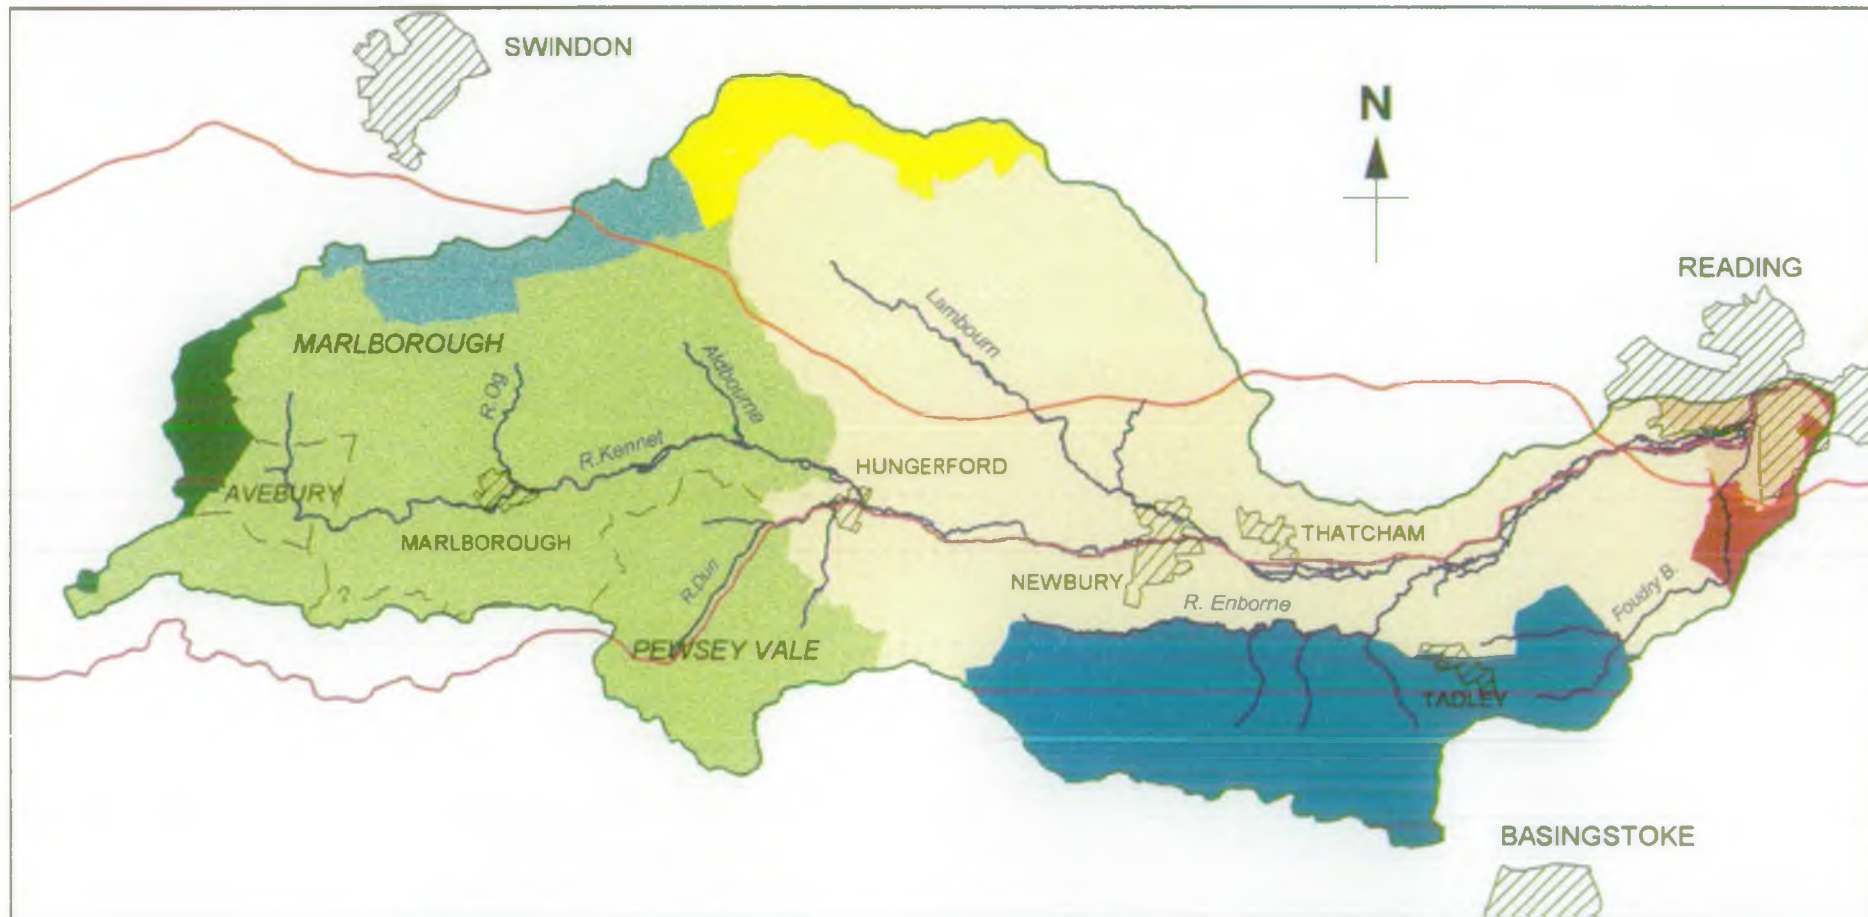 SWINDON
N
READING
MARLBOROUGH
Lambourn
R.Og
Aldbourne
R.Kennet
HUNGERFORD
AVEBURY
MARLBOROUGH
THATCHAM
R.Dun
NEWBURY
R. Enborne
Foudry B.
PEWSEY VALE
TADLEY
BASINGSTOKE